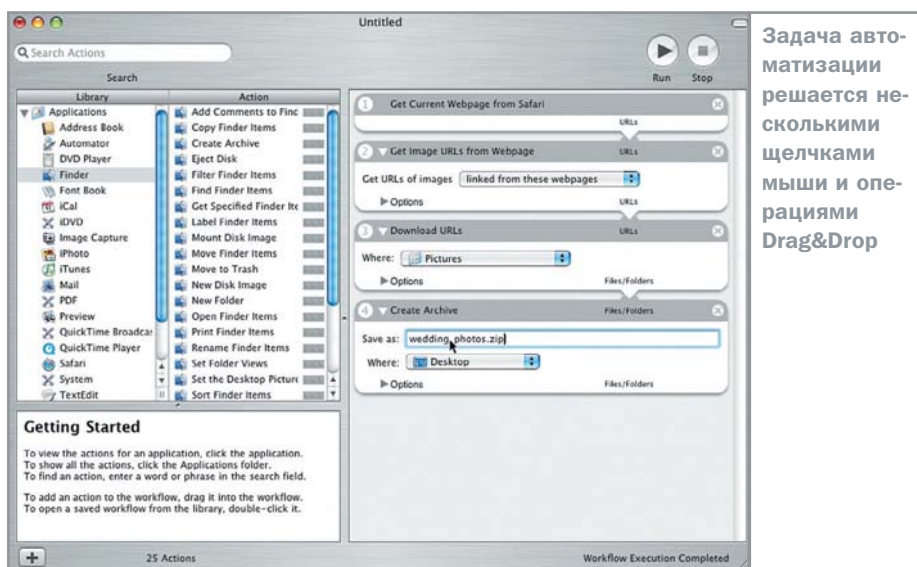 Untitled
Search Actions
Search
Run
Stop
Library
Action
Applications
Address Book
Automator
DVD Player
Finder
Font Book
iCal
iDVD
Image Capture
iPhoto
iTunes
Mail
PDF
Preview
QuickTime Broadca
QuickTime Player
Safari
System
TextEdit
Add Comments to Finc
Copy Finder Items
Create Archive
Eject Disk
Filter Finder Items
Find Finder Items
Get Specified Finder Ite
Label Finder Items
Mount Disk Image
Move Finder Items
Move to Trash
New Disk Image
New Folder
Open Finder Items
Print Finder Items
Rename Finder Items
Set Folder Views
Set the Desktop Picture
Sort Finder Items
Getting Started
To view the actions for an application, click the application.
To show all the actions, click the Applications folder.
To find an action, enter a word or phrase in the search field.
To add an action to the workflow, drag it into the workflow.
To open a saved workflow from the library, double-click it.
25 Actions
1 Get Current Webpage from Safari
URLs
2 Get Image URLs from Webpage URLs
Get URLs of images linked from these webpages
Options URLs
3 Download URLs URLs
Where: Pictures
Options Files/Folders
4 Create Archive Files/Folders
Save as: wedding_photos.zip
Where: Desktop
Options Files/Folders
Workflow Execution Completed
Задача авто-
матизации
решается не-
сколькими
щелчками
мыши и опе-
рациями
Drag&Drop